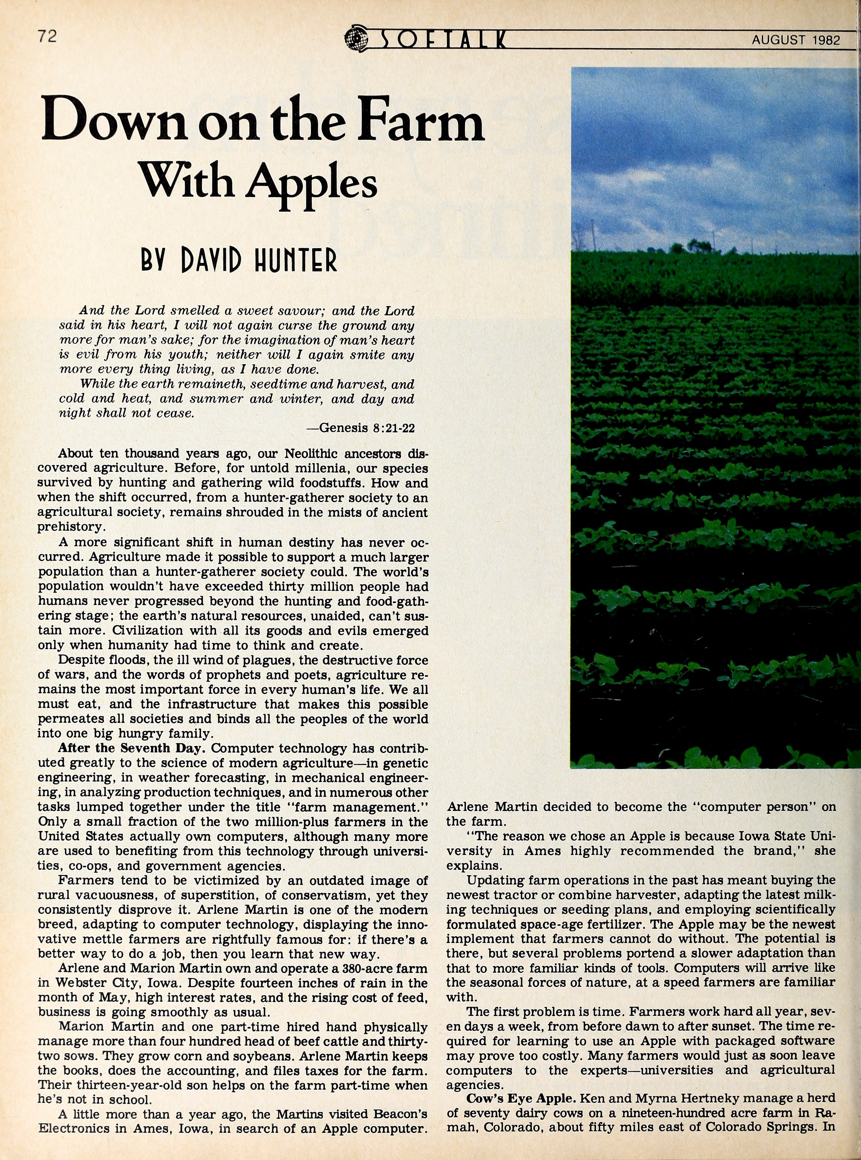 72
SOFTALK
AUGUST 1982
Down on the Farm
With Apples
BY DAVID HUNTER
And the Lord smelled a sweet savour; and the Lord
said in his heart, I will not again curse the ground any
more for man's sake; for the imagination of man's heart
is evil from his youth; neither will I again smite any
more every thing living, as I have done.
While the earth remaineth, seedtime and harvest, and
cold and heat, and summer and winter, and day and
night shall not cease.
—Genesis 8:21-22
About ten thousand years ago, our Neolithic ancestors dis-
covered agriculture. Before, for untold millenia, our species
survived by hunting and gathering wild foodstuffs. How and
when the shift occurred, from a hunter-gatherer society to an
agricultural society, remains shrouded in the mists of ancient
prehistory.
A more significant shift in human destiny has never oc-
curred. Agriculture made it possible to support a much larger
population than a hunter-gatherer society could. The world's
population wouldn't have exceeded thirty million people had
humans never progressed beyond the hunting and food-gath-
ering stage; the earth's natural resources, unaided, can't sus-
tain more. Civilization with all its goods and evils emerged
only when humanity had time to think and create.
Despite floods, the ill wind of plagues, the destructive force
of wars, and the words of prophets and poets, agriculture re-
mains the most important force in every human's life. We all
must eat, and the infrastructure that makes this possible
permeates all societies and binds all the peoples of the world
into one big hungry family.
After the Seventh Day. Computer technology has contrib-
uted greatly to the science of modern agriculture—in genetic
engineering, in weather forecasting, in mechanical engineer-
ing, in analyzing production techniques, and in numerous other
tasks lumped together under the title "farm management."
Only a small fraction of the two million-plus farmers in the
United States actually own computers, although many more
are used to benefiting from this technology through universi-
ties, co-ops, and government agencies.
Farmers tend to be victimized by an outdated image of
rural vacuousness, of superstition, of conservatism, yet they
consistently disprove it. Arlene Martin is one of the modern
breed, adapting to computer technology, displaying the inno-
vative mettle farmers are rightfully famous for: if there's a
better way to do a job, then you learn that new way.
Arlene and Marion Martin own and operate a 380-acre farm
in Webster City, Iowa. Despite fourteen inches of rain in the
month of May, high interest rates, and the rising cost of feed,
business is going smoothly as usual.
Marion Martin and one part-time hired hand physically
manage more than four hundred head of beef cattle and thirty-
two sows. They grow corn and soybeans. Arlene Martin keeps
the books, does the accounting, and files taxes for the farm.
Their thirteen-year-old son helps on the farm part-time when
he's not in school.
A little more than a year ago, the Martins visited Beacon's
Electronics in Ames, Iowa, in search of an Apple computer.
Arlene Martin decided to become the "computer person" on
the farm.
"The reason we chose an Apple is because Iowa State Uni-
versity in Ames highly recommended the brand," she
explains.
Updating farm operations in the past has meant buying the
newest tractor or combine harvester, adapting the latest milk-
ing techniques or seeding plans, and employing scientifically
formulated space-age fertilizer. The Apple may be the newest
implement that farmers cannot do without. The potential is
there, but several problems portend a slower adaptation than
that to more familiar kinds of tools. Computers will arrive like
the seasonal forces of nature, at a speed farmers are familiar
with.
The first problem is time. Farmers work hard all year, sev-
en days a week, from before dawn to after sunset. The time re-
quired for learning to use an Apple with packaged software
may prove too costly. Many farmers would just as soon leave
computers to the experts—universities and agricultural
agencies.
Cow's Eye Apple. Ken and Myrna Hertneky manage a herd
of seventy dairy cows on a nineteen-hundred acre farm in Ra-
mah, Colorado, about fifty miles east of Colorado Springs. In